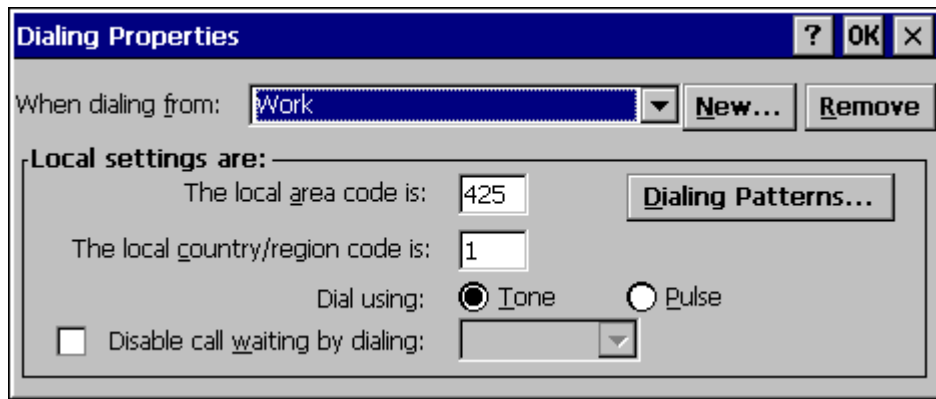 Dialing Properties ? OK ×
When dialing from: Work New... Remove
Local settings are:
The local area code is: 425 Dialing Patterns...
The local country/region code is: 1
Dial using: Tone Pulse
Disable call waiting by dialing: